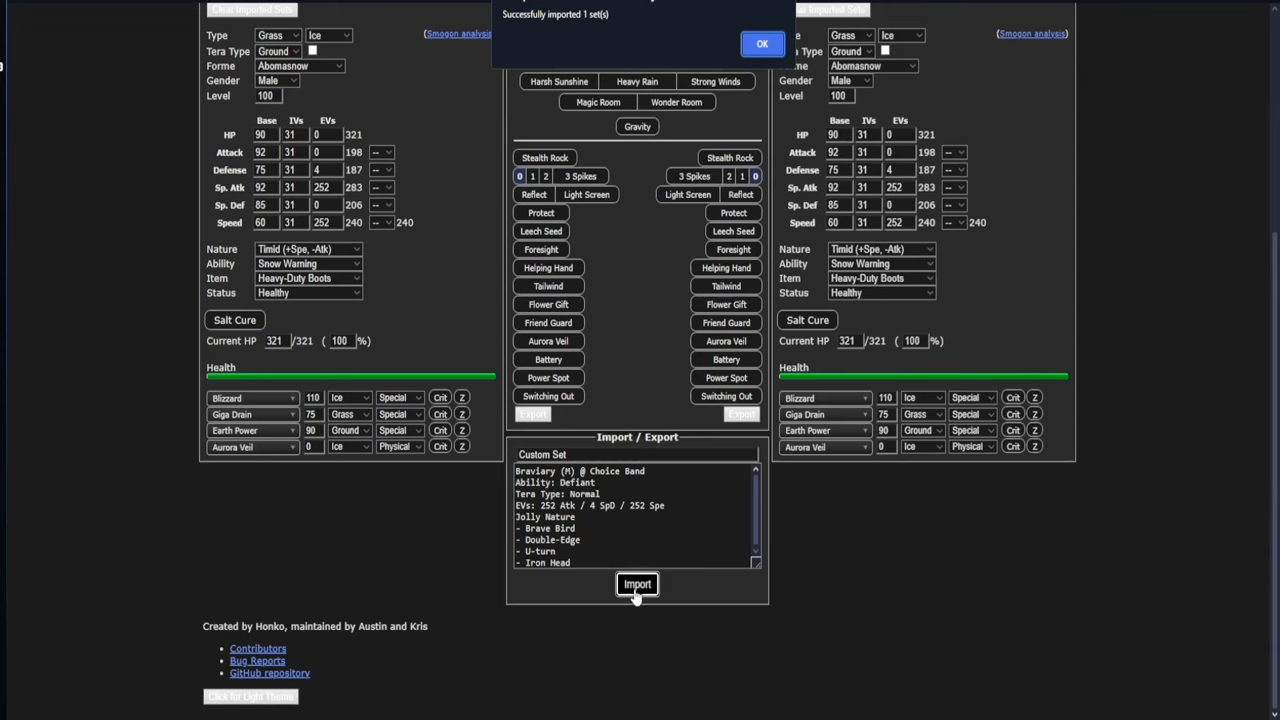 Successfully imported 1 set(s)
OK
Clear Imported Sets
Type Grass Ice (Smogon analysis)
Tera Type Ground
Forme Abomasnow
Gender Male
Level 100
Base IVs EVs
HP 90 31 0 321
Attack 92 31 0 198 --
Defense 75 31 4 187 --
Sp. Atk 92 31 252 283 --
Sp. Def 85 31 0 206 --
Speed 60 31 252 240 -- 240
Nature Timid (+Spe, -Atk)
Ability Snow Warning
Item Heavy-Duty Boots
Status Healthy
Salt Cure
Current HP 321 /321 ( 100 %)
Health
Blizzard 110 Ice Special Crit Z
Giga Drain 75 Grass Special Crit Z
Earth Power 90 Ground Special Crit Z
Aurora Veil 0 Ice Physical Crit Z
Harsh Sunshine Heavy Rain Strong Winds
Magic Room Wonder Room
Gravity
Stealth Rock Stealth Rock
0 1 2 3 Spikes 3 Spikes 2 1 0
Reflect Light Screen Light Screen Reflect
Protect Protect
Leech Seed Leech Seed
Foresight Foresight
Helping Hand Helping Hand
Tailwind Tailwind
Flower Gift Flower Gift
Friend Guard Friend Guard
Aurora Veil Aurora Veil
Battery Battery
Power Spot Power Spot
Switching Out Switching Out
Export Export
Import / Export
Custom Set
Braviary (M) @ Choice Band
Ability: Defiant
Tera Type: Normal
EVs: 252 Atk / 4 SpD / 252 Spe
Jolly Nature
- Brave Bird
- Double-Edge
- U-turn
- Iron Head
Import
Imported Sets
Grass Ice (Smogon analysis)
Type Ground
Abomasnow
Gender Male
Level 100
Base IVs EVs
HP 90 31 0 321
Attack 92 31 0 198 --
Defense 75 31 4 187 --
Sp. Atk 92 31 252 283 --
Sp. Def 85 31 0 206 --
Speed 60 31 252 240 -- 240
Nature Timid (+Spe, -Atk)
Ability Snow Warning
Item Heavy-Duty Boots
Status Healthy
Salt Cure
Current HP 321 /321 ( 100 %)
Health
Blizzard 110 Ice Special Crit Z
Giga Drain 75 Grass Special Crit Z
Earth Power 90 Ground Special Crit Z
Aurora Veil 0 Ice Physical Crit Z
Created by Honko, maintained by Austin and Kris
Contributors
Bug Reports
GitHub repository
Click for Light Theme